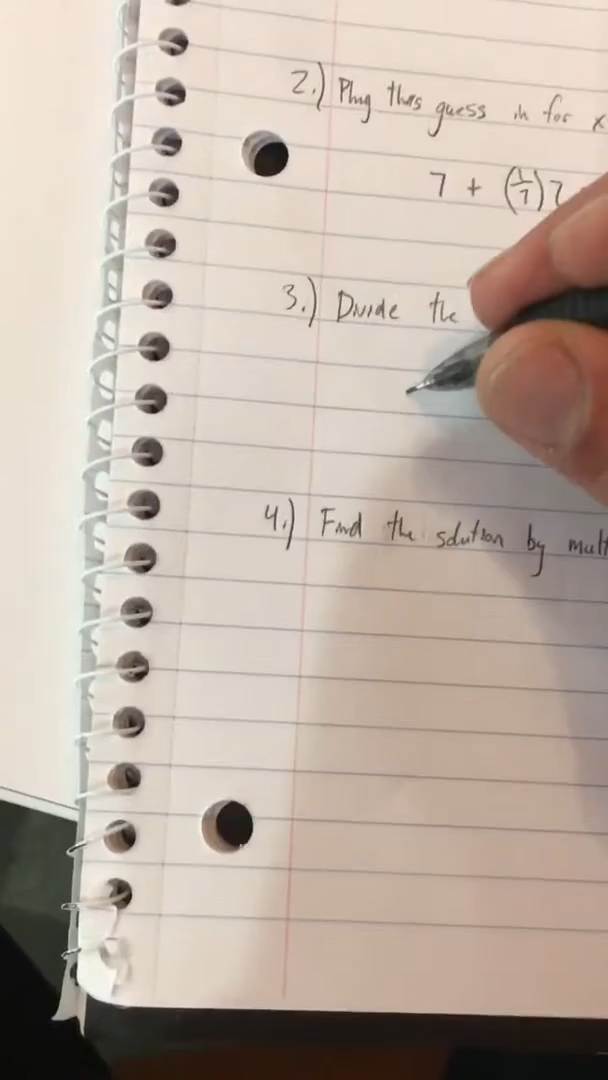 2.) Plug this guess in for x
7 + (1/7)7
3.) Divide the
4.) Find the solution by mult